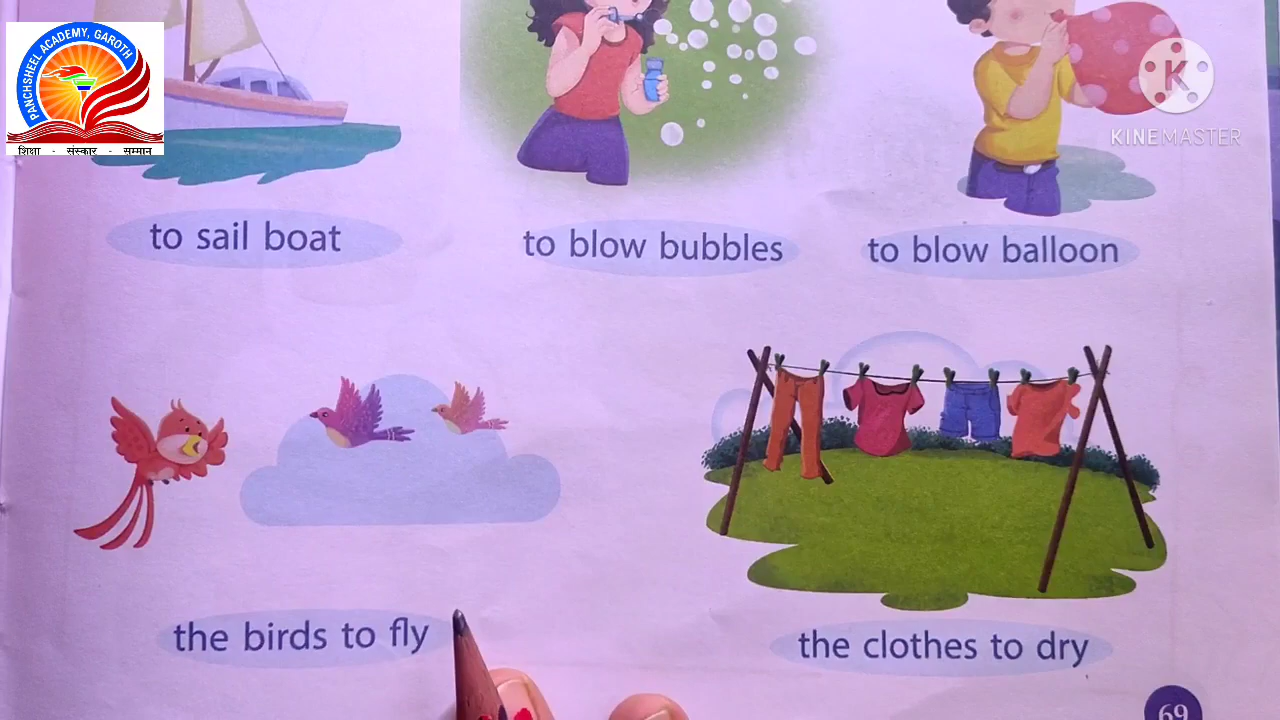 PANCHSHEEL ACADEMY, GAROTH
शिक्षा - संस्कार - सम्मान
KINEMASTER
K
to sail boat
to blow bubbles
to blow balloon
the birds to fly
the clothes to dry
69